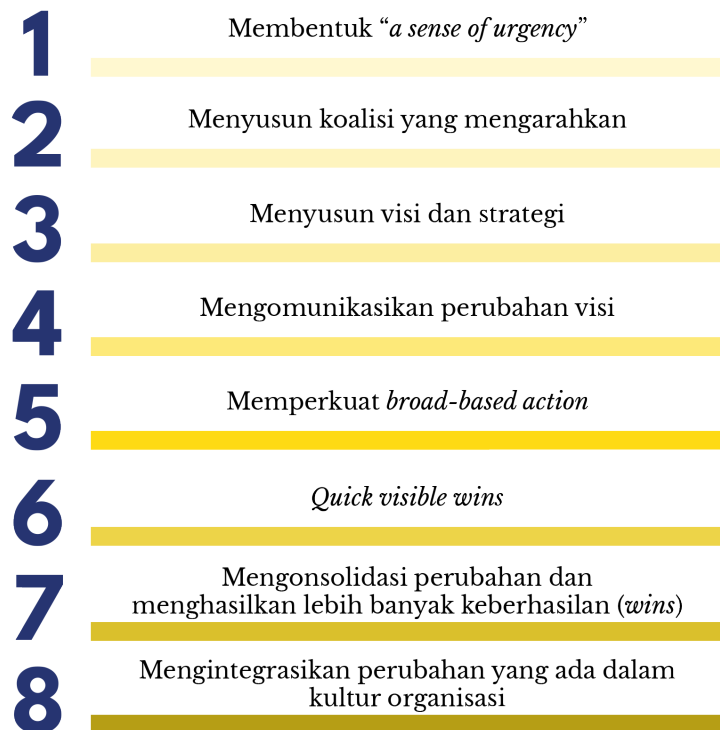 1
Membentuk “a sense of urgency”
2
Menyusun koalisi yang mengarahkan
3
Menyusun visi dan strategi
4
Mengomunikasikan perubahan visi
5
Memperkuat broad-based action
6
Quick visible wins
7
Mengonsolidasi perubahan dan
menghasilkan lebih banyak keberhasilan (wins)
8
Mengintegrasikan perubahan yang ada dalam
kultur organisasi